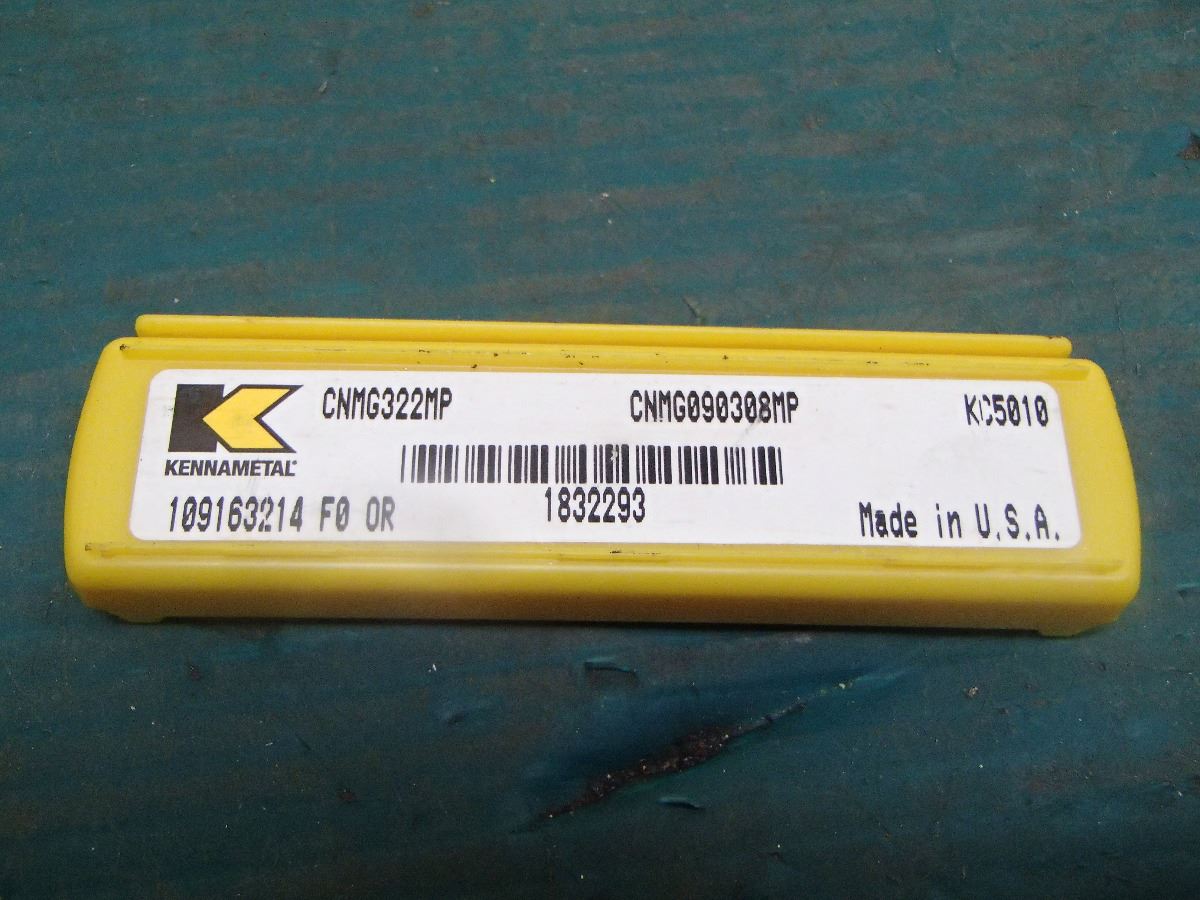 CNMG322MP CNMG090308MP KC5010
KENNAMETAL
109163214 F0 OR 1832293 Made in U.S.A.